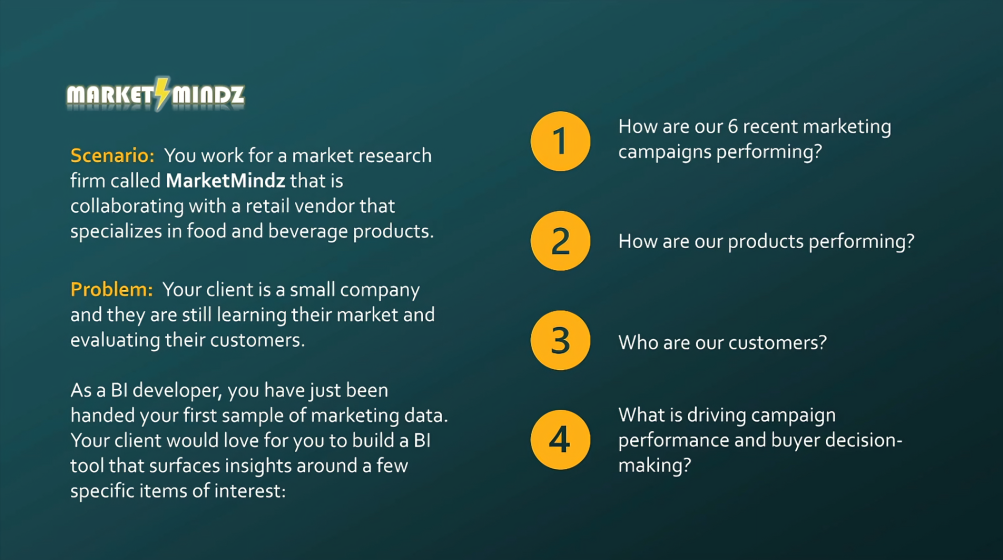 MARKET MINDZ
Scenario: You work for a market research
firm called MarketMindz that is
collaborating with a retail vendor that
specializes in food and beverage products.
Problem: Your client is a small company
and they are still learning their market and
evaluating their customers.
As a BI developer, you have just been
handed your first sample of marketing data.
Your client would love for you to build a BI
tool that surfaces insights around a few
specific items of interest:
1
How are our 6 recent marketing
campaigns performing?
2
How are our products performing?
3
Who are our customers?
4
What is driving campaign
performance and buyer decision-
making?